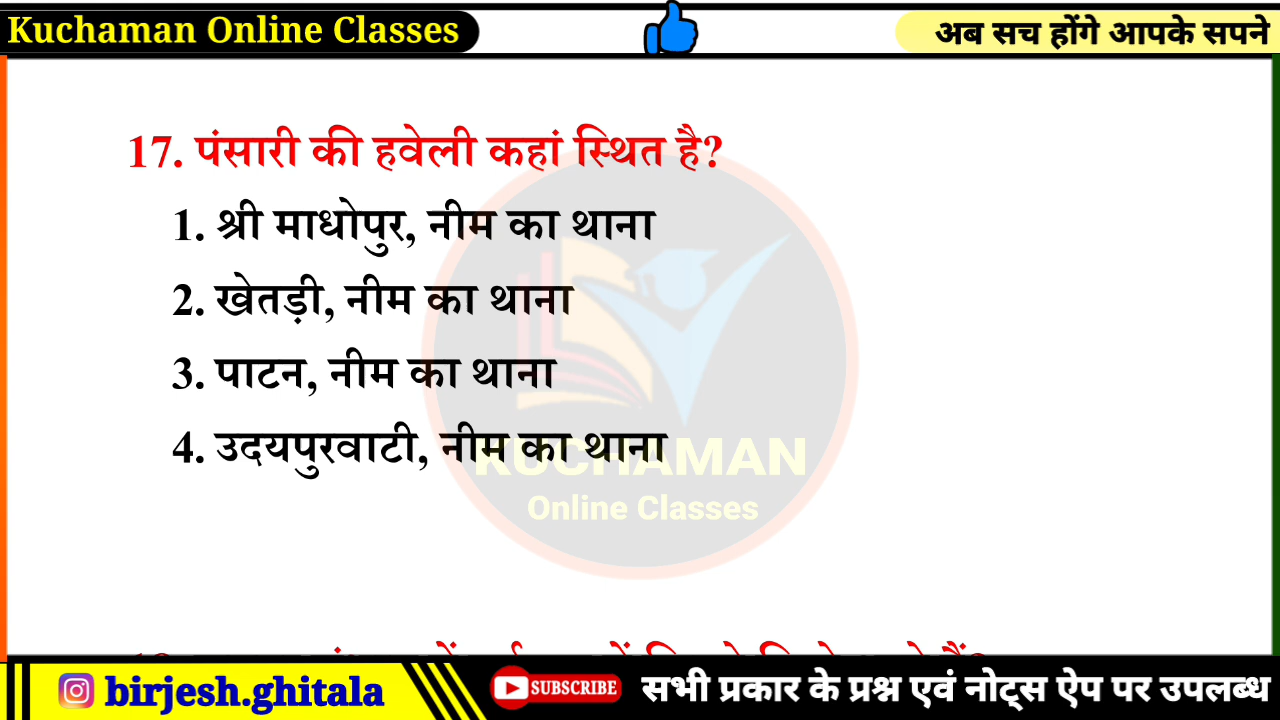 Kuchaman Online Classes
अब सच होंगे आपके सपने
17. पंसारी की हवेली कहां स्थित है?
1. श्री माधोपुर, नीम का थाना
2. खेतड़ी, नीम का थाना
3. पाटन, नीम का थाना
4. उदयपुरवाटी, नीम का थाना
KUCHAMAN
Online Classes
birjesh.ghitala
SUBSCRIBE
सभी प्रकार के प्रश्न एवं नोट्स ऐप पर उपलब्ध